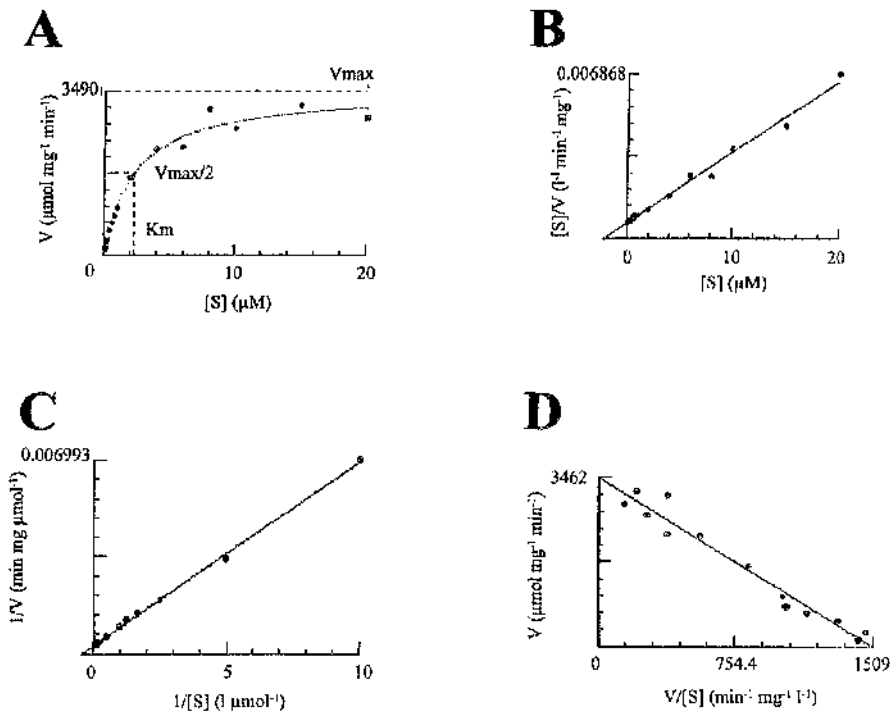 A
Vmax
3490
V (μmol mg⁻¹ min⁻¹)
Vmax/2
Km
0
10
20
[S] (μM)
B
0.006868
[S]/V (l⁻¹ min⁻¹ mg⁻¹)
0
10
20
[S] (μM)
C
0.006993
1/V (min mg μmol⁻¹)
0
5
10
1/[S] (l μmol⁻¹)
D
3462
V (μmol mg⁻¹ min⁻¹)
0
754.4
1509
V/[S] (min⁻¹ mg⁻¹ l⁻¹)